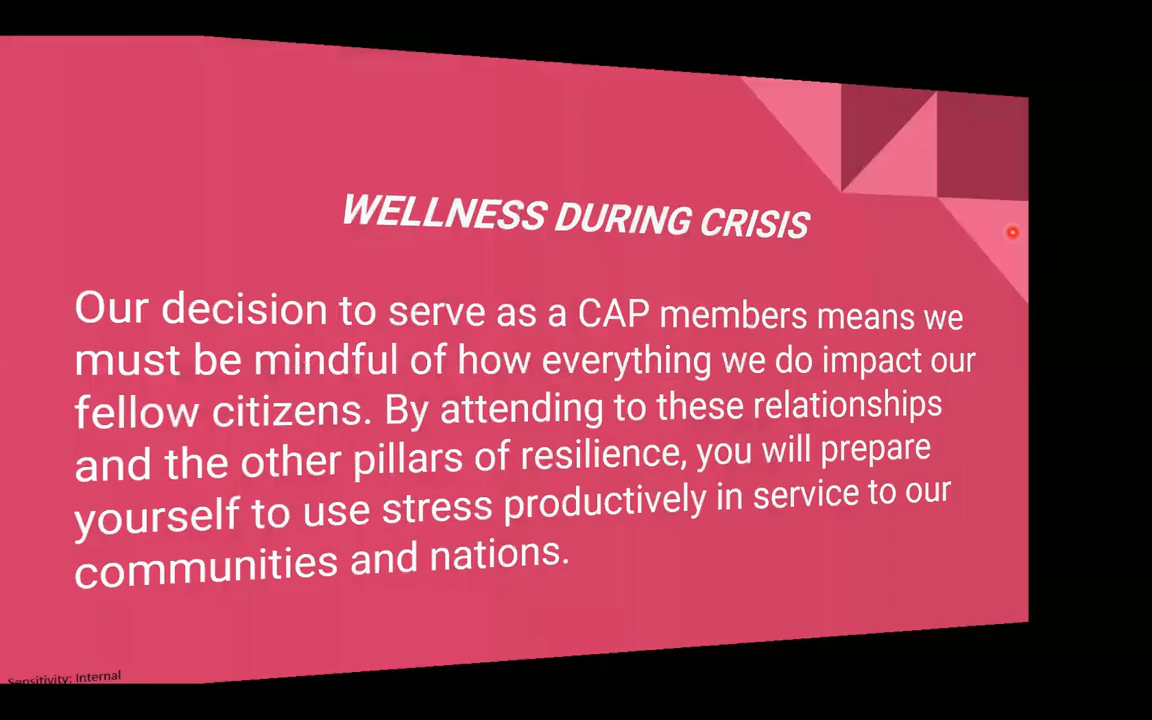 WELLNESS DURING CRISIS
Our decision to serve as a CAP members means we
must be mindful of how everything we do impact our
fellow citizens. By attending to these relationships
and the other pillars of resilience, you will prepare
yourself to use stress productively in service to our
communities and nations.
Sensitivity: Internal